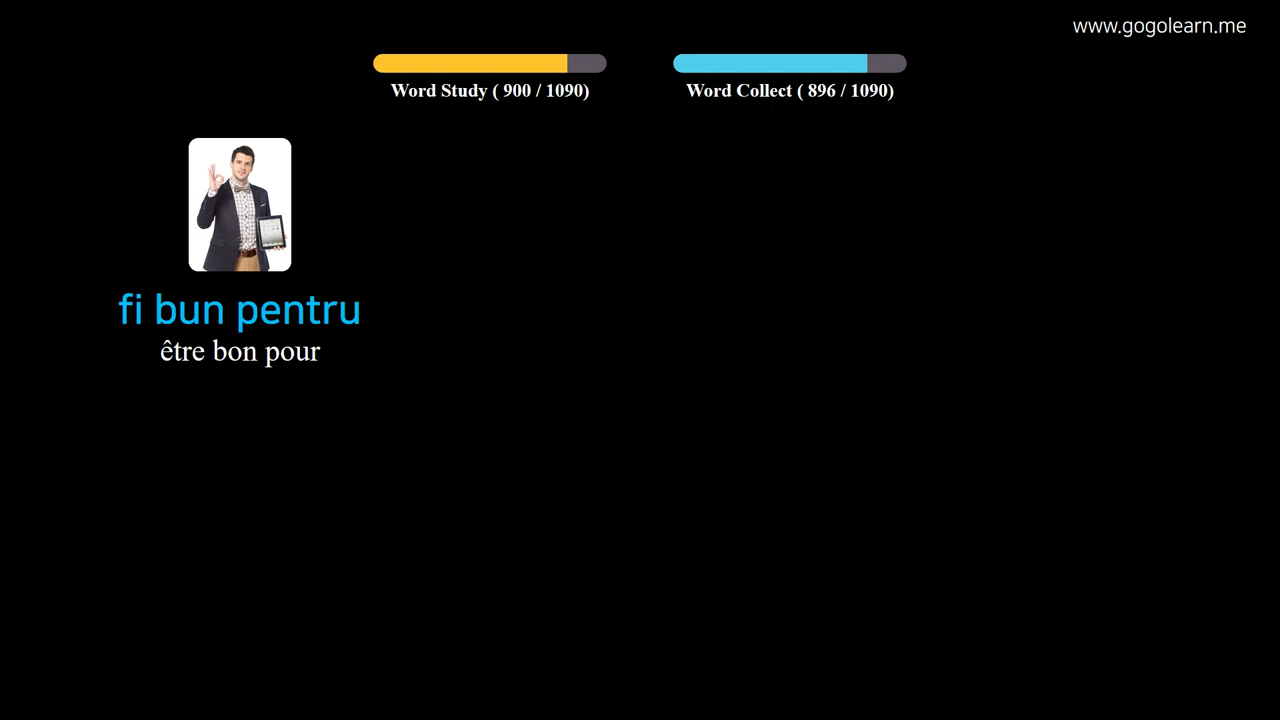 www.gogolearn.me
Word Study ( 900 / 1090)
Word Collect ( 896 / 1090)
fi bun pentru
être bon pour